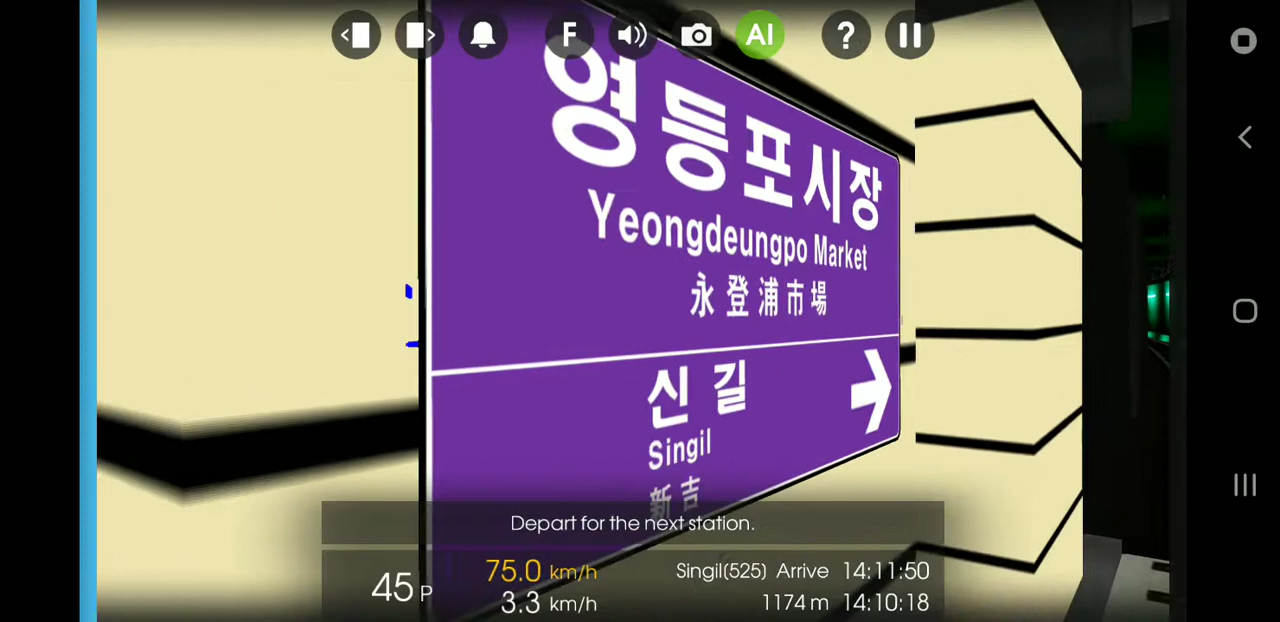 F AI ?
영등포시장
Yeongdeungpo Market
永登浦市場
신길
Singil
新吉
Depart for the next station.
45 P
75.0 km/h
3.3 km/h
Singil(525) Arrive 14:11:50
1174 m 14:10:18